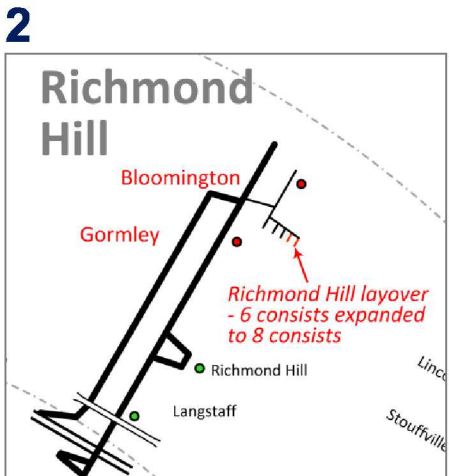 2
Richmond
Hill
Bloomington
Gormley
Richmond Hill layover
- 6 consists expanded
to 8 consists
Richmond Hill
Langstaff